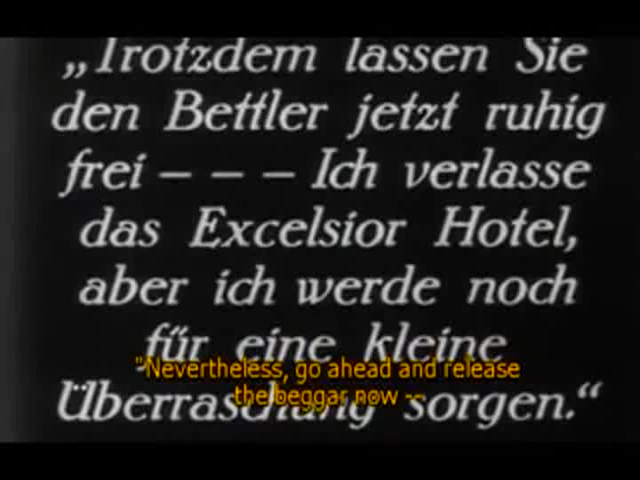 „Trotzdem lassen Sie
den Bettler jetzt ruhig
frei – – – Ich verlasse
das Excelsior Hotel,
aber ich werde noch
für eine kleine
"Nevertheless, go ahead and release
the beggar now --
Überraschung sorgen.“